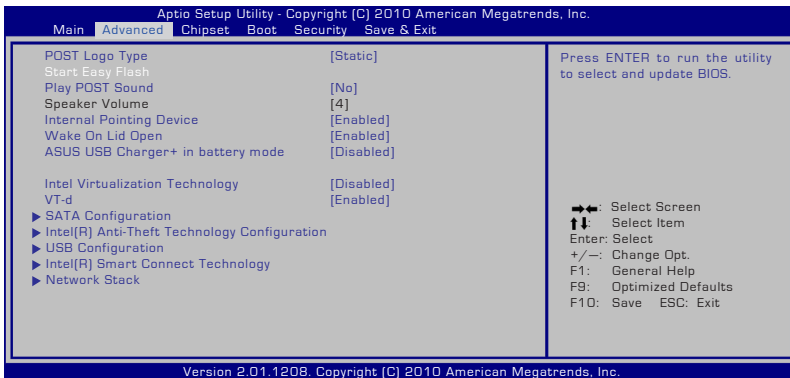 Aptio Setup Utility - Copyright (C) 2010 American Megatrends, Inc.
Main Advanced Chipset Boot Security Save & Exit
POST Logo Type [Static]
Start Easy Flash
Play POST Sound [No]
Speaker Volume [4]
Internal Pointing Device [Enabled]
Wake On Lid Open [Enabled]
ASUS USB Charger+ in battery mode [Disabled]
Intel Virtualization Technology [Disabled]
VT-d [Enabled]
SATA Configuration
Intel(R) Anti-Theft Technology Configuration
USB Configuration
Intel(R) Smart Connect Technology
Network Stack
Press ENTER to run the utility
to select and update BIOS.
→←: Select Screen
↑↓: Select Item
Enter: Select
+/—: Change Opt.
F1: General Help
F9: Optimized Defaults
F10: Save ESC: Exit
Version 2.01.1208. Copyright (C) 2010 American Megatrends, Inc.